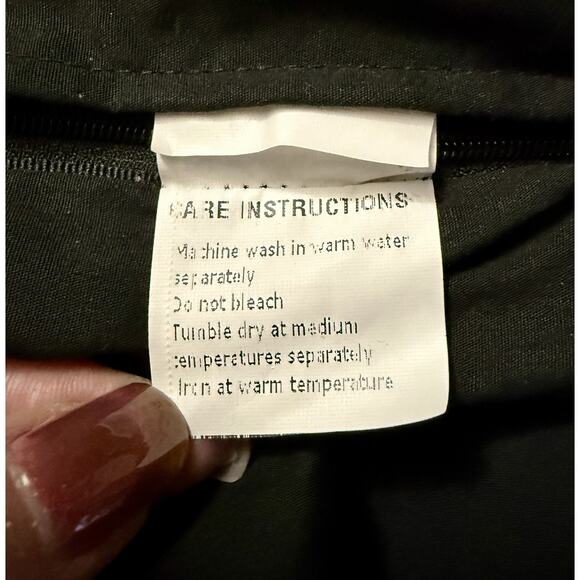 CARE INSTRUCTIONS
Machine wash in warm water
separately
Do not bleach
Tumble dry at medium
temperatures separately
Iron at warm temperature